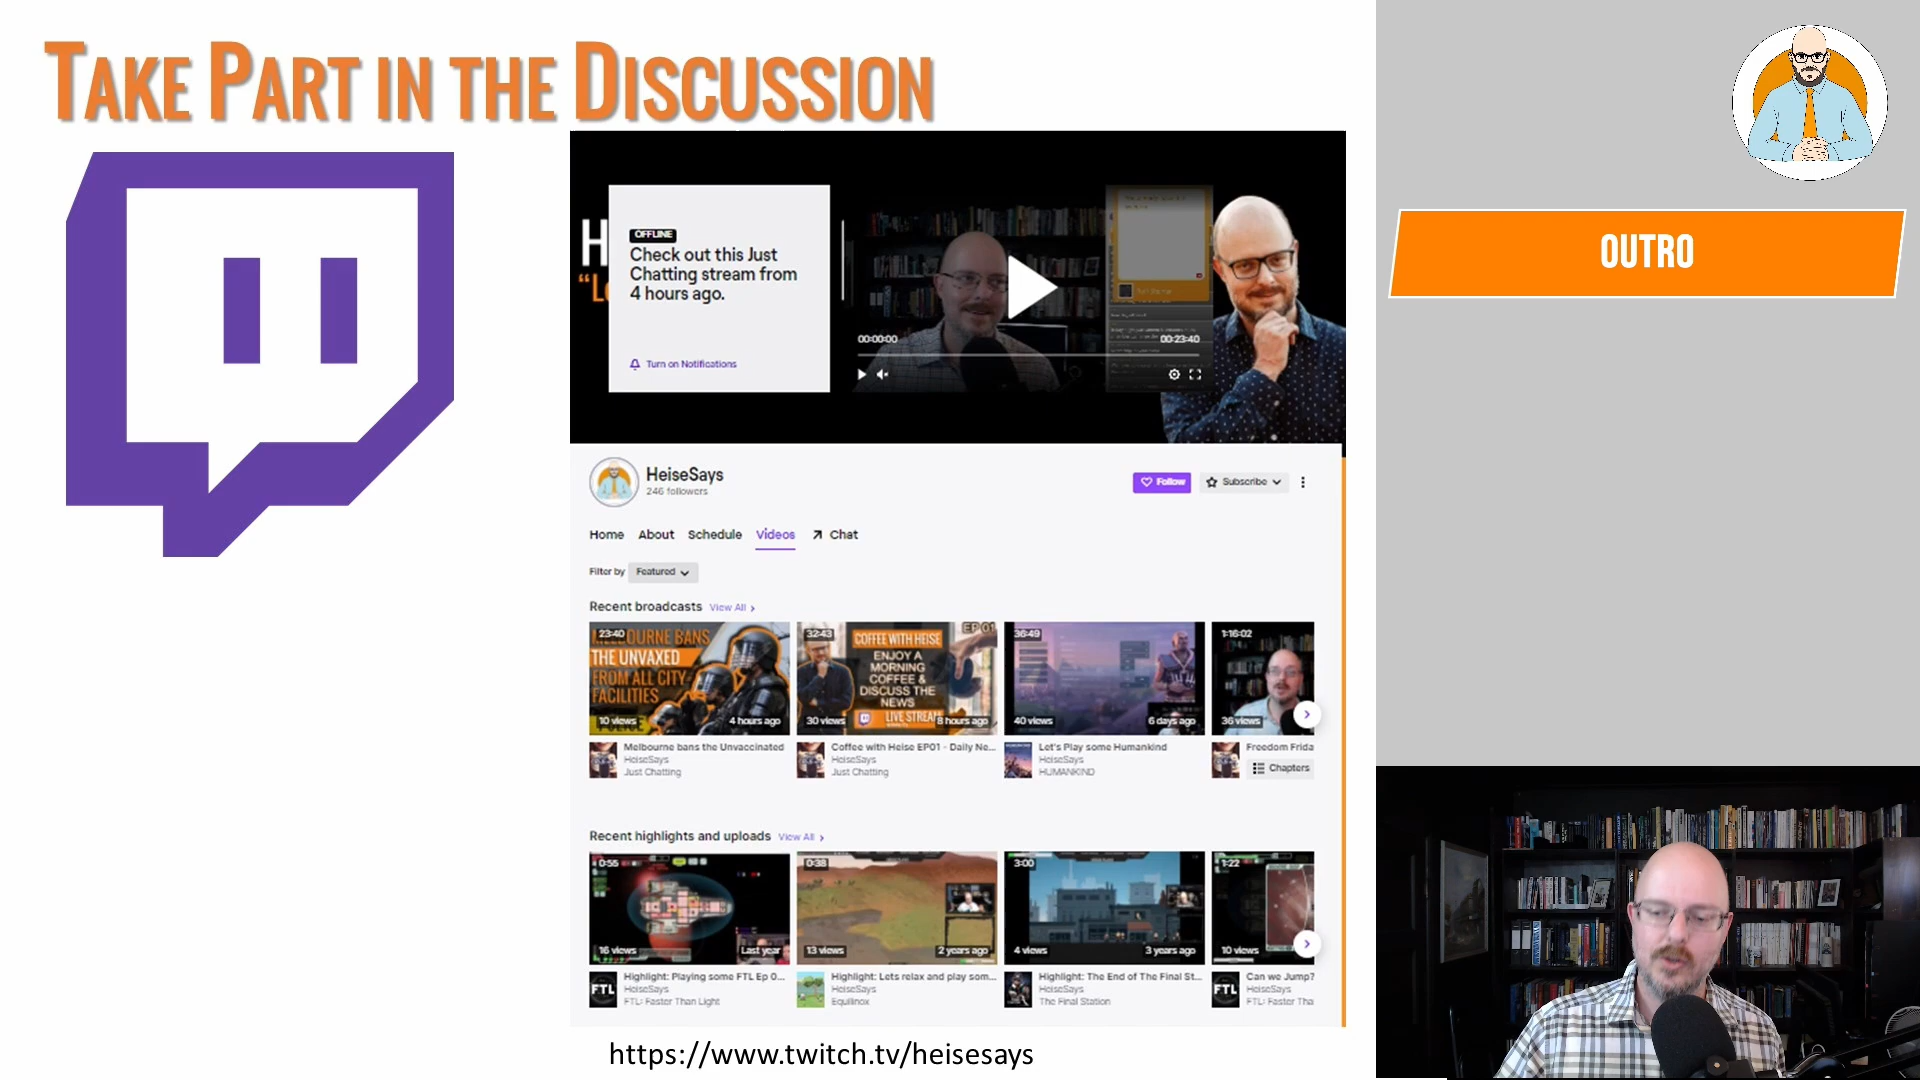 TAKE PART IN THE DISCUSSION
OUTRO
H
"L
OFFLINE
Check out this Just
Chatting stream from
4 hours ago.
Turn on Notifications
00:00:00
00:23:40
HeiseSays
246 followers
Follow
Subscribe
Home About Schedule Videos Chat
Filter by Featured
Recent broadcasts View All
23:40
MELBOURNE BANS
THE UNVAXED
FROM ALL CITY
FACILITIES
10 views
4 hours ago
Melbourne bans the Unvaccinated
HeiseSays
Just Chatting
32:43
EP 01
COFFEE WITH HEISE
ENJOY A
MORNING
COFFEE &
DISCUSS THE
NEWS
LIVE STREAM
30 views
8 hours ago
Coffee with Heise EP01 - Daily Ne...
HeiseSays
Just Chatting
36:49
40 views
6 days ago
Let's Play some Humankind
HeiseSays
HUMANKIND
1:16:02
36 views
Freedom Frida
HeiseSays
Chapters
Recent highlights and uploads View All
0:55
16 views
Last year
FTL
Highlight: Playing some FTL Ep 0...
HeiseSays
FTL: Faster Than Light
0:38
13 views
2 years ago
Highlight: Lets relax and play som...
HeiseSays
Equilinox
3:00
4 views
3 years ago
Highlight: The End of The Final St...
HeiseSays
The Final Station
1:22
10 views
FTL
Can we Jump?
HeiseSays
FTL: Faster Tha
https://www.twitch.tv/heisesays